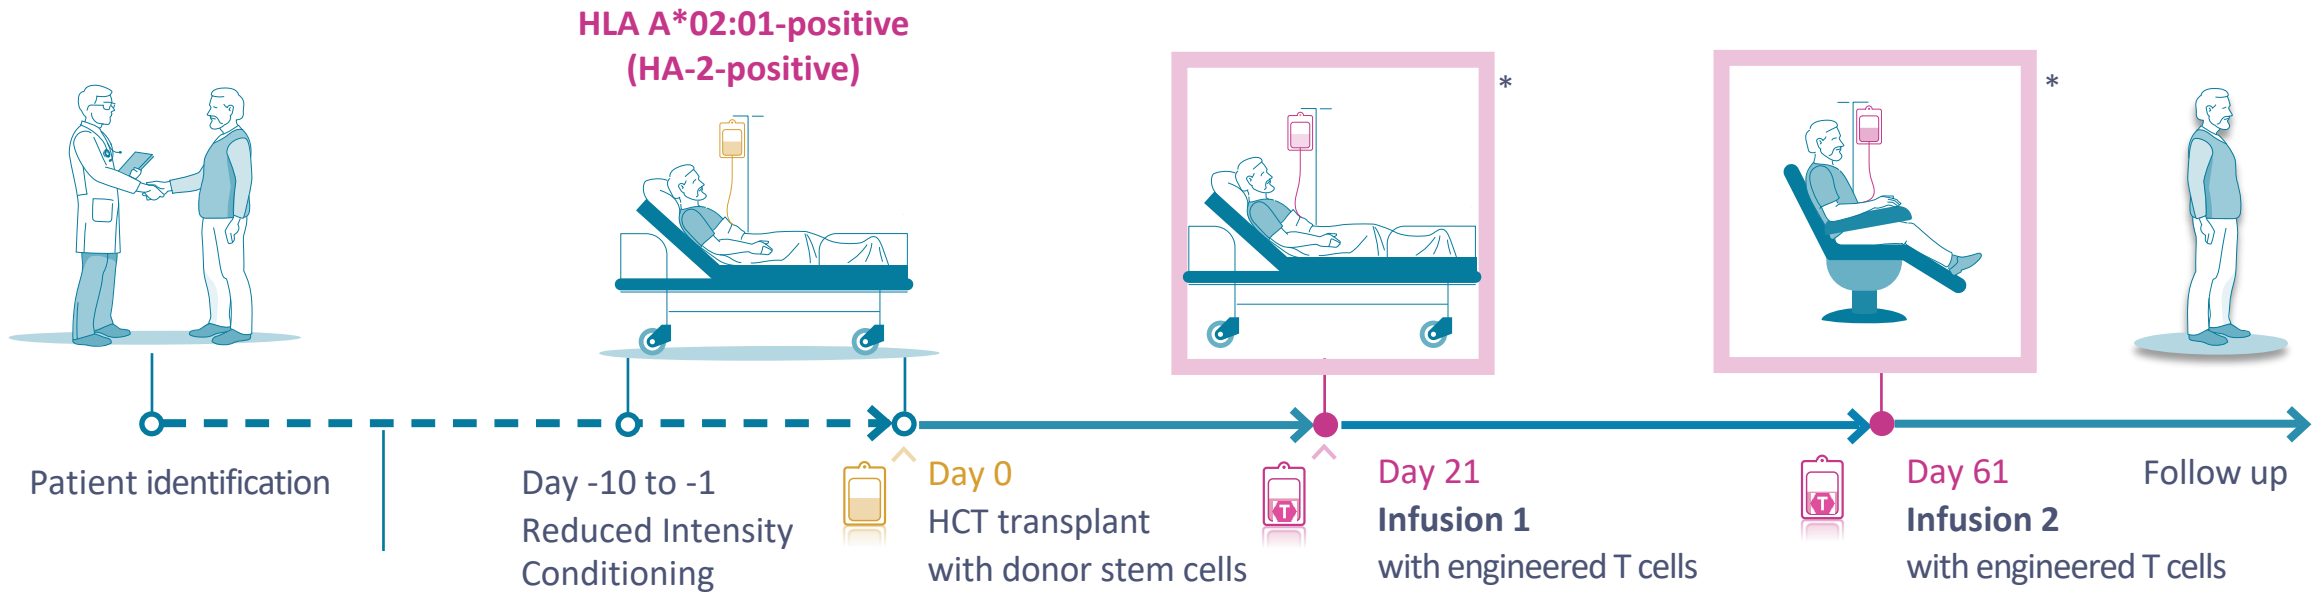 HLA A*02:01-positive
(HA-2-positive)
*
*
Patient identification
Day -10 to -1
Reduced Intensity
Conditioning
Day 0
HCT transplant
with donor stem cells
T
Day 21
Infusion 1
with engineered T cells
T
Day 61
Infusion 2
with engineered T cells
Follow up